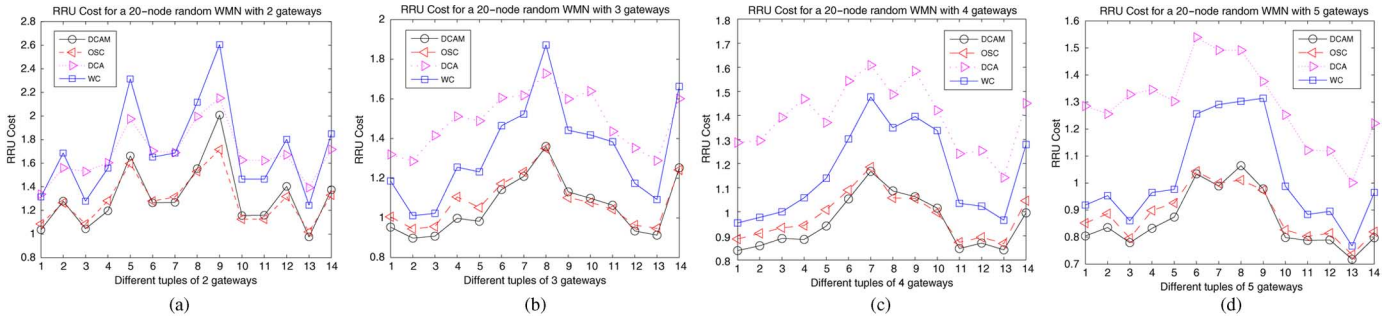 RRU Cost for a 20-node random WMN with 2 gateways
2.8
2.6
2.4
2.2
2
1.8
1.6
1.4
1.2
1
0.8
RRU Cost
DCAM
OSC
DCA
WC
1 2 3 4 5 6 7 8 9 10 11 12 13 14
Different tuples of 2 gateways
(a)
RRU Cost for a 20-node random WMN with 3 gateways
2
1.8
1.6
1.4
1.2
1
0.8
RRU Cost
DCAM
OSC
DCA
WC
1 2 3 4 5 6 7 8 9 10 11 12 13 14
Different tuples of 3 gateways
(b)
RRU Cost for a 20-node random WMN with 4 gateways
1.8
1.7
1.6
1.5
1.4
1.3
1.2
1.1
1
0.9
0.8
RRU Cost
DCAM
OSC
DCA
WC
1 2 3 4 5 6 7 8 9 10 11 12 13 14
Different tuples of 4 gateways
(c)
RRU Cost for a 20-node random WMN with 5 gateways
1.6
1.5
1.4
1.3
1.2
1.1
1
0.9
0.8
0.7
RRU Cost
DCAM
OSC
DCA
WC
1 2 3 4 5 6 7 8 9 10 11 12 13 14
Different tuples of 5 gateways
(d)